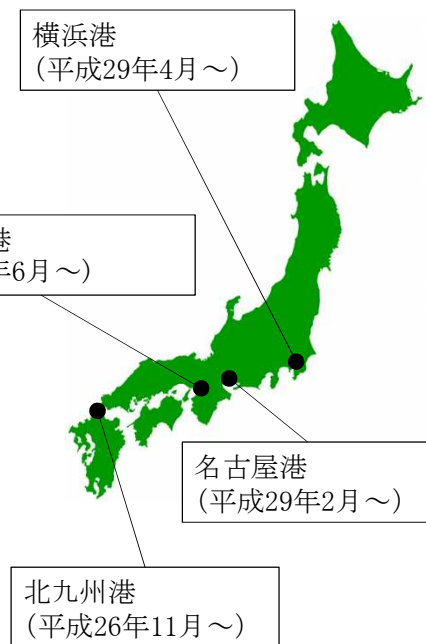 横浜港
(平成29年4月~)
港
6月~)
名古屋港
(平成29年2月~)
北九州港
(平成26年11月~)